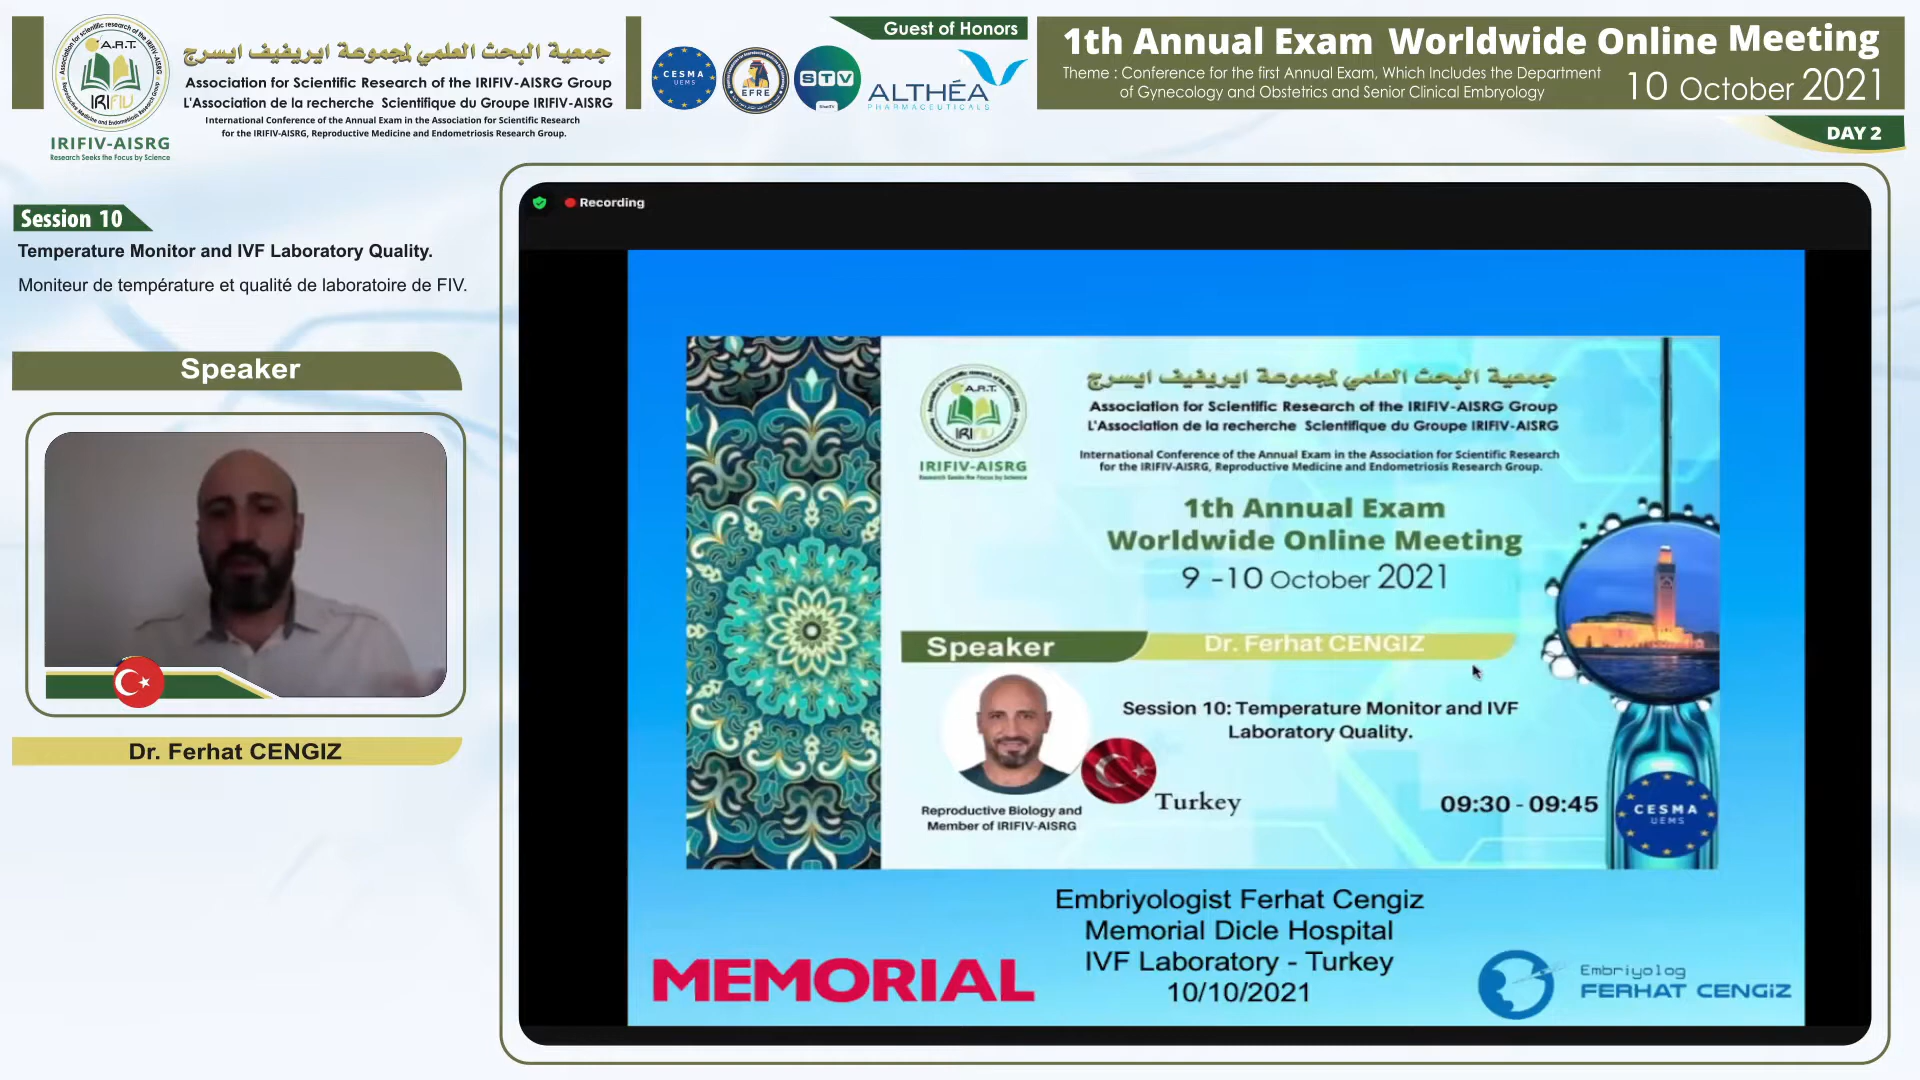 A.R.T.
IRIFIV
IRIFIV-AISRG
Research Seeks the Focus by Science
جمعية البحث العلمي لمجموعة ايريفيف ايسرج
Association for Scientific Research of the IRIFIV-AISRG Group
L'Association de la recherche Scientifique du Groupe IRIFIV-AISRG
International Conference of the Annual Exam in the Association for Scientific Research
for the IRIFIV-AISRG, Reproductive Medicine and Endometriosis Research Group.
Guest of Honors
CESMA
UEMS
EFRE
STV
ALTHÉA
PHARMACEUTICALS
1th Annual Exam Worldwide Online Meeting
Theme : Conference for the first Annual Exam, Which Includes the Department
of Gynecology and Obstetrics and Senior Clinical Embryology
10 October 2021
DAY 2
Session 10
Temperature Monitor and IVF Laboratory Quality.
Moniteur de température et qualité de laboratoire de FIV.
Speaker
Dr. Ferhat CENGIZ
Recording
A.R.T.
IRIFIV
IRIFIV-AISRG
Research Seeks the Focus by Science
جمعية البحث العلمي لمجموعة ايريفيف ايسرج
Association for Scientific Research of the IRIFIV-AISRG Group
L'Association de la recherche Scientifique du Groupe IRIFIV-AISRG
International Conference of the Annual Exam in the Association for Scientific Research
for the IRIFIV-AISRG, Reproductive Medicine and Endometriosis Research Group.
1th Annual Exam
Worldwide Online Meeting
9 -10 October 2021
Speaker
Dr. Ferhat CENGIZ
Session 10: Temperature Monitor and IVF
Laboratory Quality.
Turkey
09:30 - 09:45
Reproductive Biology and
Member of IRIFIV-AISRG
CESMA
UEMS
Embriyologist Ferhat Cengiz
Memorial Dicle Hospital
IVF Laboratory - Turkey
10/10/2021
MEMORIAL
Embriyolog
FERHAT CENGiZ